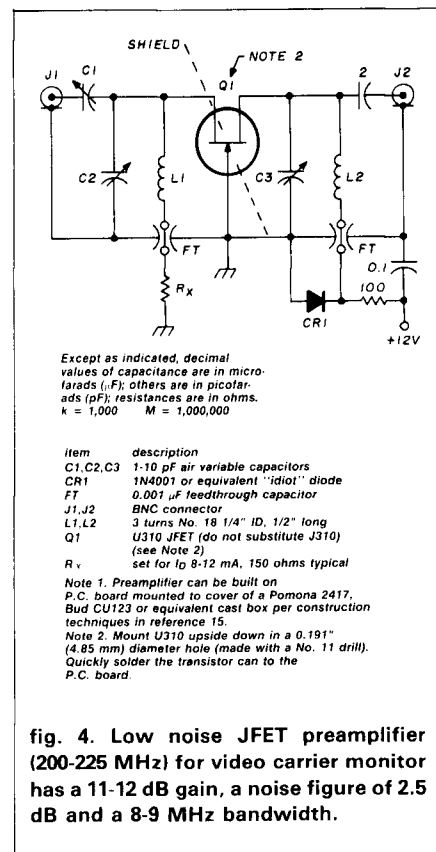 SHIELD
NOTE 2
J1
C1
Q1
2
J2
C2
L1
C3
L2
FT
FT
RX
0.1
100
CR1
+12V
Except as indicated, decimal
values of capacitance are in micro-
farads (µF); others are in picofar-
ads (pF); resistances are in ohms.
k = 1,000 M = 1,000,000
item description
C1,C2,C3 1-10 pF air variable capacitors
CR1 1N4001 or equivalent "idiot" diode
FT 0.001 µF feedthrough capacitor
J1,J2 BNC connector
L1,L2 3 turns No. 18 1/4" ID, 1/2" long
Q1 U310 JFET (do not substitute J310)
(see Note 2)
Rx set for ID 8-12 mA, 150 ohms typical
Note 1. Preamplifier can be built on
P.C. board mounted to cover of a Pomona 2417,
Bud CU123 or equivalent cast box per construction
techniques in reference 15.
Note 2. Mount U310 upside down in a 0.191"
(4.85 mm) diameter hole (made with a No. 11 drill).
Quickly solder the transistor can to the
P.C. board.
fig. 4. Low noise JFET preamplifier
(200-225 MHz) for video carrier monitor
has a 11-12 dB gain, a noise figure of 2.5
dB and a 8-9 MHz bandwidth.